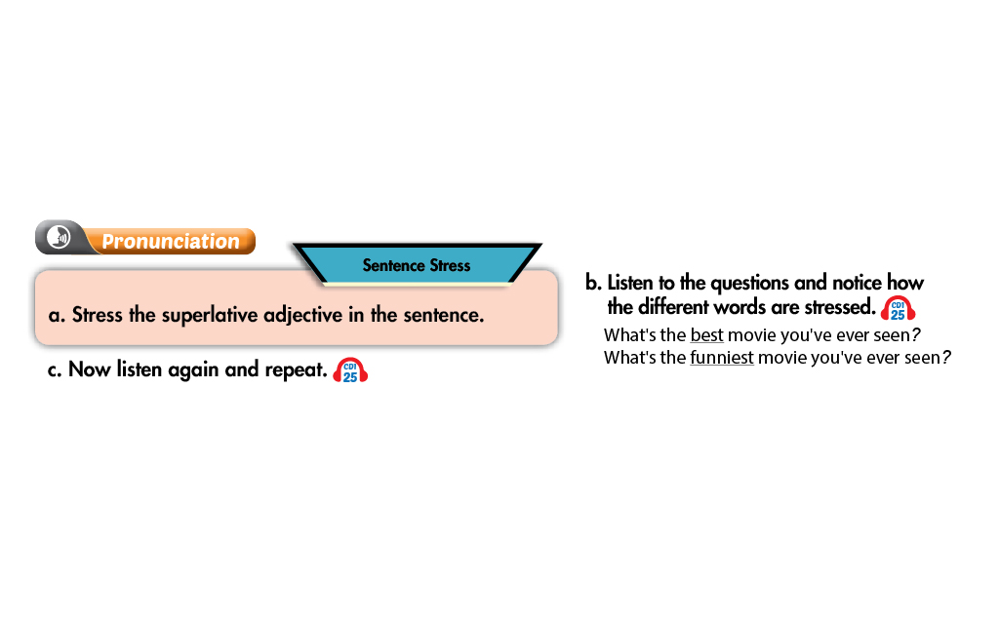 Pronunciation
Sentence Stress
a. Stress the superlative adjective in the sentence.
b. Listen to the questions and notice how
the different words are stressed. CD1 25
What's the best movie you've ever seen?
What's the funniest movie you've ever seen?
c. Now listen again and repeat. CD1 25